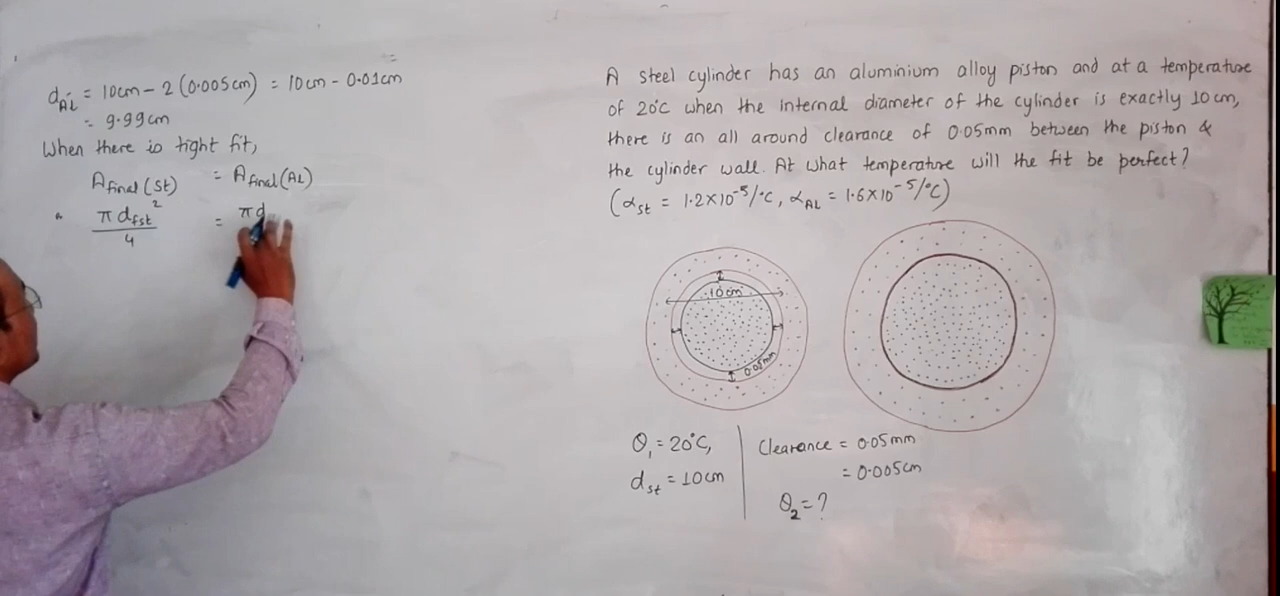 d_Al = 10cm - 2 (0.005cm) = 10cm - 0.01cm
= 9.99cm
When there is tight fit,
A final (St) = A final (AL)
π d_fst² / 4 = π d
A steel cylinder has an aluminium alloy piston and at a temperature
of 20°C when the internal diameter of the cylinder is exactly 10 cm,
there is an all around clearance of 0.05mm between the piston &
the cylinder wall. At what temperature will the fit be perfect?
(α_st = 1.2×10⁻⁵/°C, α_AL = 1.6×10⁻⁵/°C)
10 cm
0.05mm
θ₁ = 20°C,
d_st = 10cm
Clearance = 0.05mm
= 0.005cm
θ₂ = ?